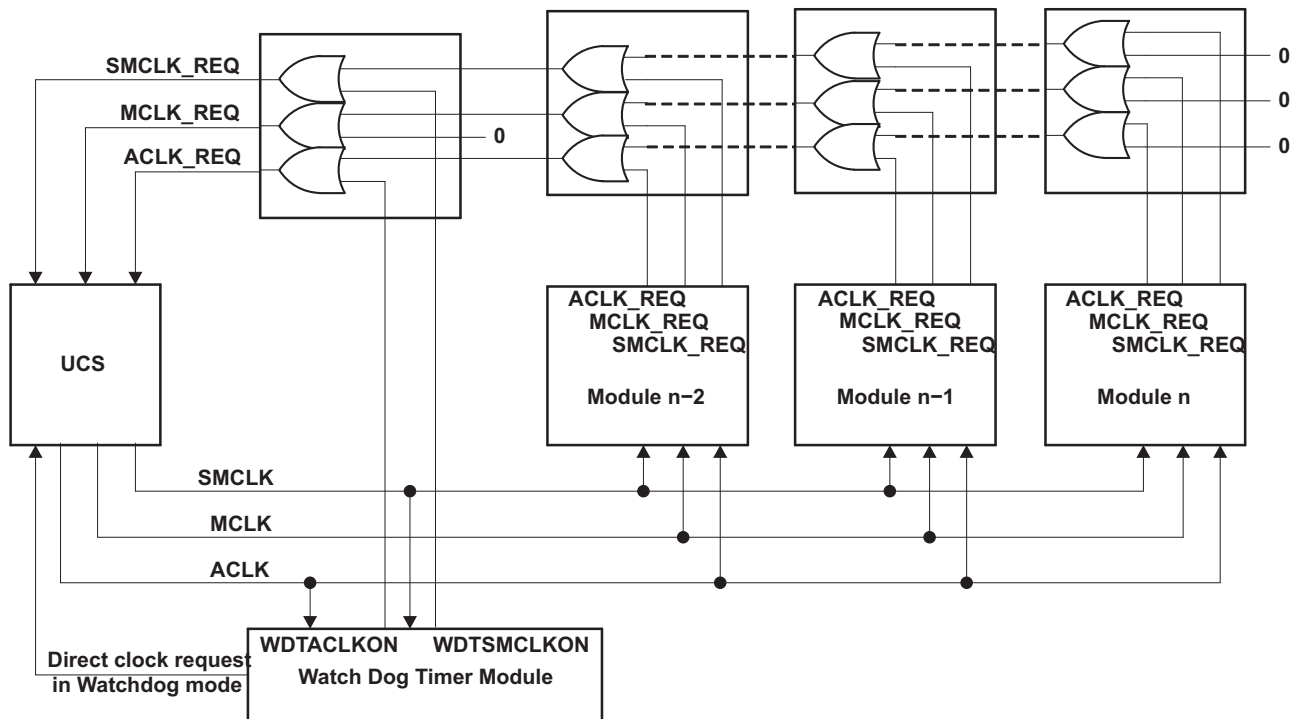 SMCLK_REQ
0
MCLK_REQ
0
0
ACLK_REQ
0
ACLK_REQ
MCLK_REQ
SMCLK_REQ
Module n−2
ACLK_REQ
MCLK_REQ
SMCLK_REQ
Module n−1
ACLK_REQ
MCLK_REQ
SMCLK_REQ
Module n
UCS
SMCLK
MCLK
ACLK
WDTACLKON
WDTSMCLKON
Watch Dog Timer Module
Direct clock request
in Watchdog mode